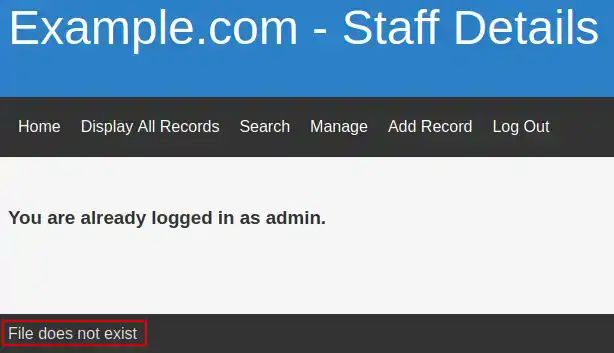 Example.com - Staff Details
Home Display All Records Search Manage Add Record Log Out
You are already logged in as admin.
File does not exist